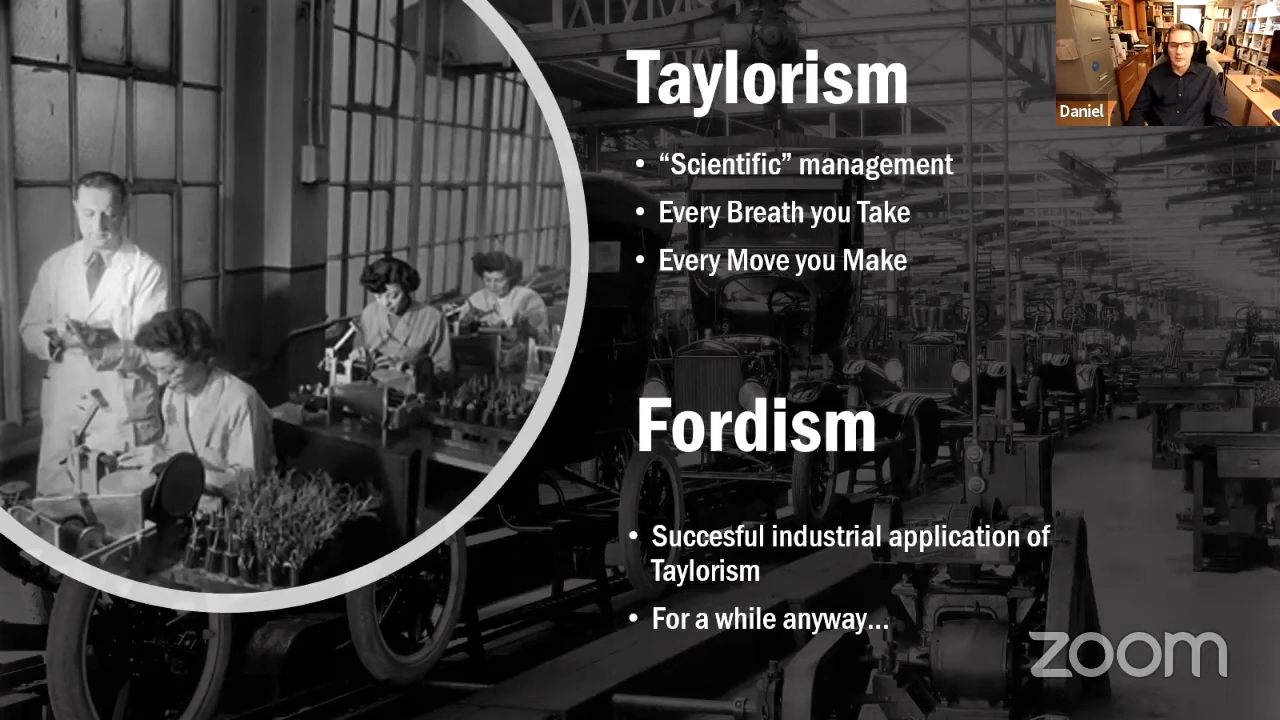 Taylorism
Daniel
• “Scientific” management
• Every Breath you Take
• Every Move you Make
Fordism
• Succesful industrial application of
Taylorism
• For a while anyway...
zoom